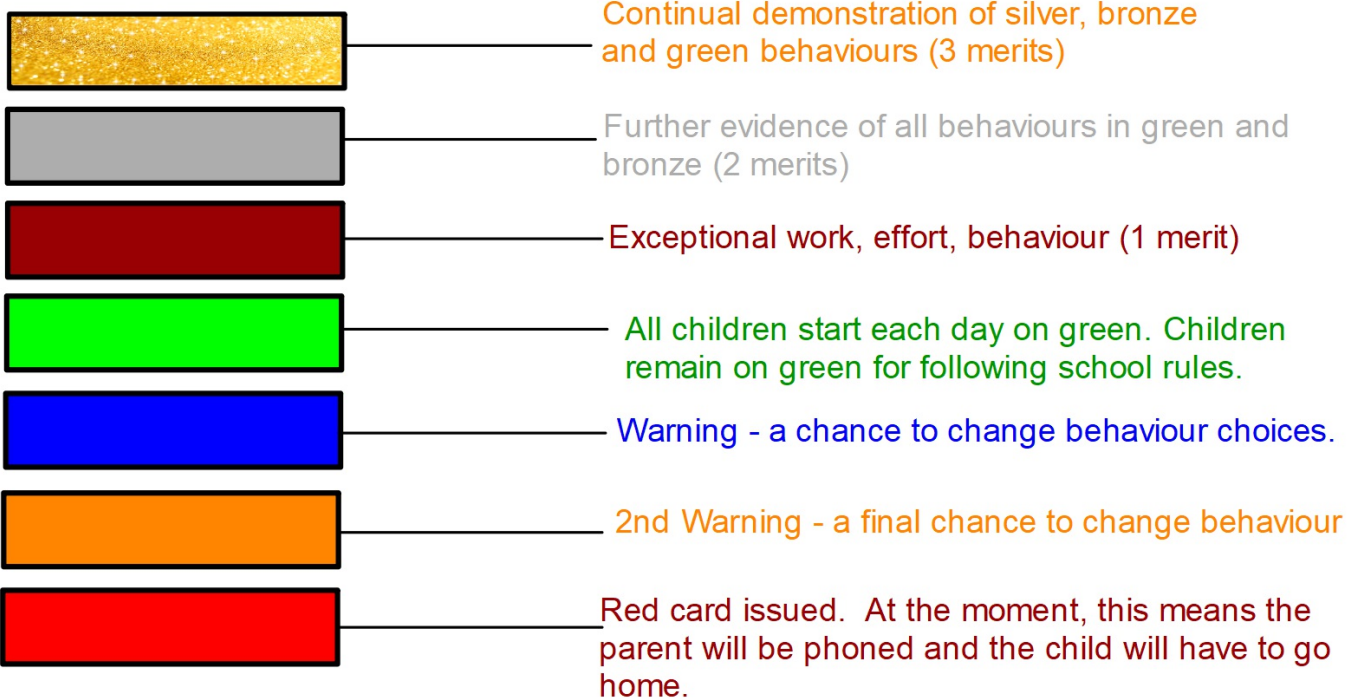 Continual demonstration of silver, bronze
and green behaviours (3 merits)
Further evidence of all behaviours in green and
bronze (2 merits)
Exceptional work, effort, behaviour (1 merit)
All children start each day on green. Children
remain on green for following school rules.
Warning - a chance to change behaviour choices.
2nd Warning - a final chance to change behaviour
Red card issued.  At the moment, this means the
parent will be phoned and the child will have to go
home.